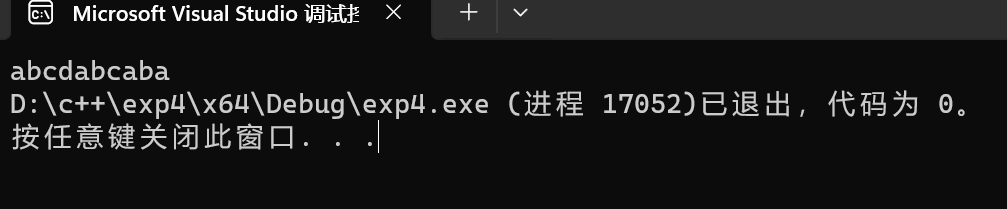 Microsoft Visual Studio 调试
abcdabcaba
D:\c++\exp4\x64\Debug\exp4.exe (进程 17052)已退出，代码为 0。
按任意键关闭此窗口. . .